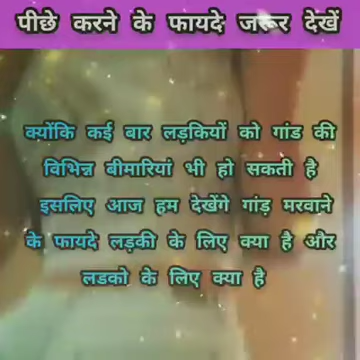 पीछे करने के फायदे जरूर देखें
क्योंकि कई बार लड़कियों को गांड की
विभिन्न बीमारियां भी हो सकती है
इसलिए आज हम देखेंगे गांड़ मरवाने
के फायदे लड़की के लिए क्या है और
लडको के लिए क्या है